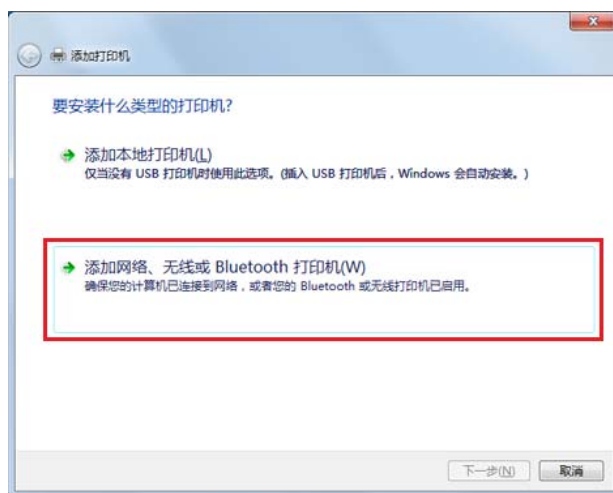 添加打印机
要安装什么类型的打印机?
添加本地打印机(L)
仅当没有 USB 打印机时使用此选项。(插入 USB 打印机后，Windows 会自动安装。)
添加网络、无线或 Bluetooth 打印机(W)
确保您的计算机已连接到网络，或者您的 Bluetooth 或无线打印机已启用。
下一步(N) 取消